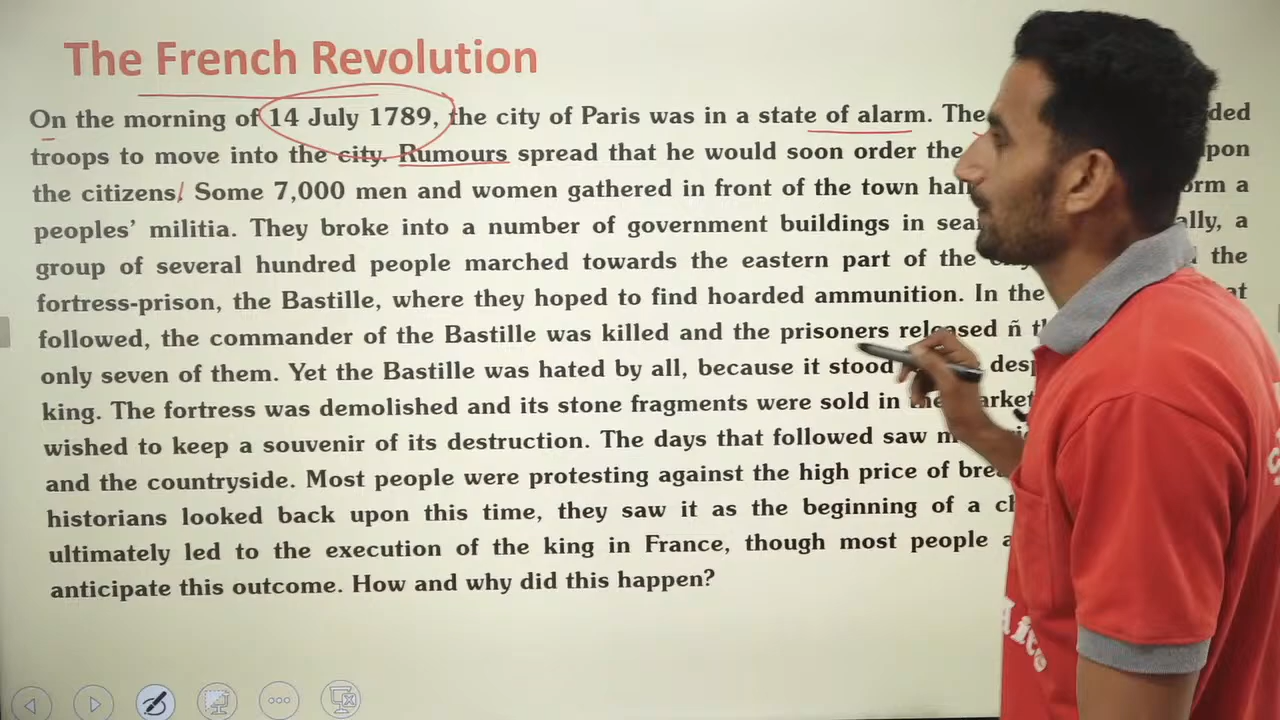 The French Revolution
On the morning of 14 July 1789, the city of Paris was in a state of alarm. The
troops to move into the city. Rumours spread that he would soon order the
the citizens. Some 7,000 men and women gathered in front of the town orm a
peoples' militia. They broke into a number of government buildings in a
group of several hundred people marched towards the eastern part of the the
fortress-prison, the Bastille, where they hoped to find hoarded ammunition. In the
followed, the commander of the Bastille was killed and the prisoners released ñ
only seven of them. Yet the Bastille was hated by all, because it stood
king. The fortress was demolished and its stone fragments were sold in
wished to keep a souvenir of its destruction. The days that followed saw
and the countryside. Most people were protesting against the high price of
historians looked back upon this time, they saw it as the beginning of a
ultimately led to the execution of the king in France, though most people
anticipate this outcome. How and why did this happen?